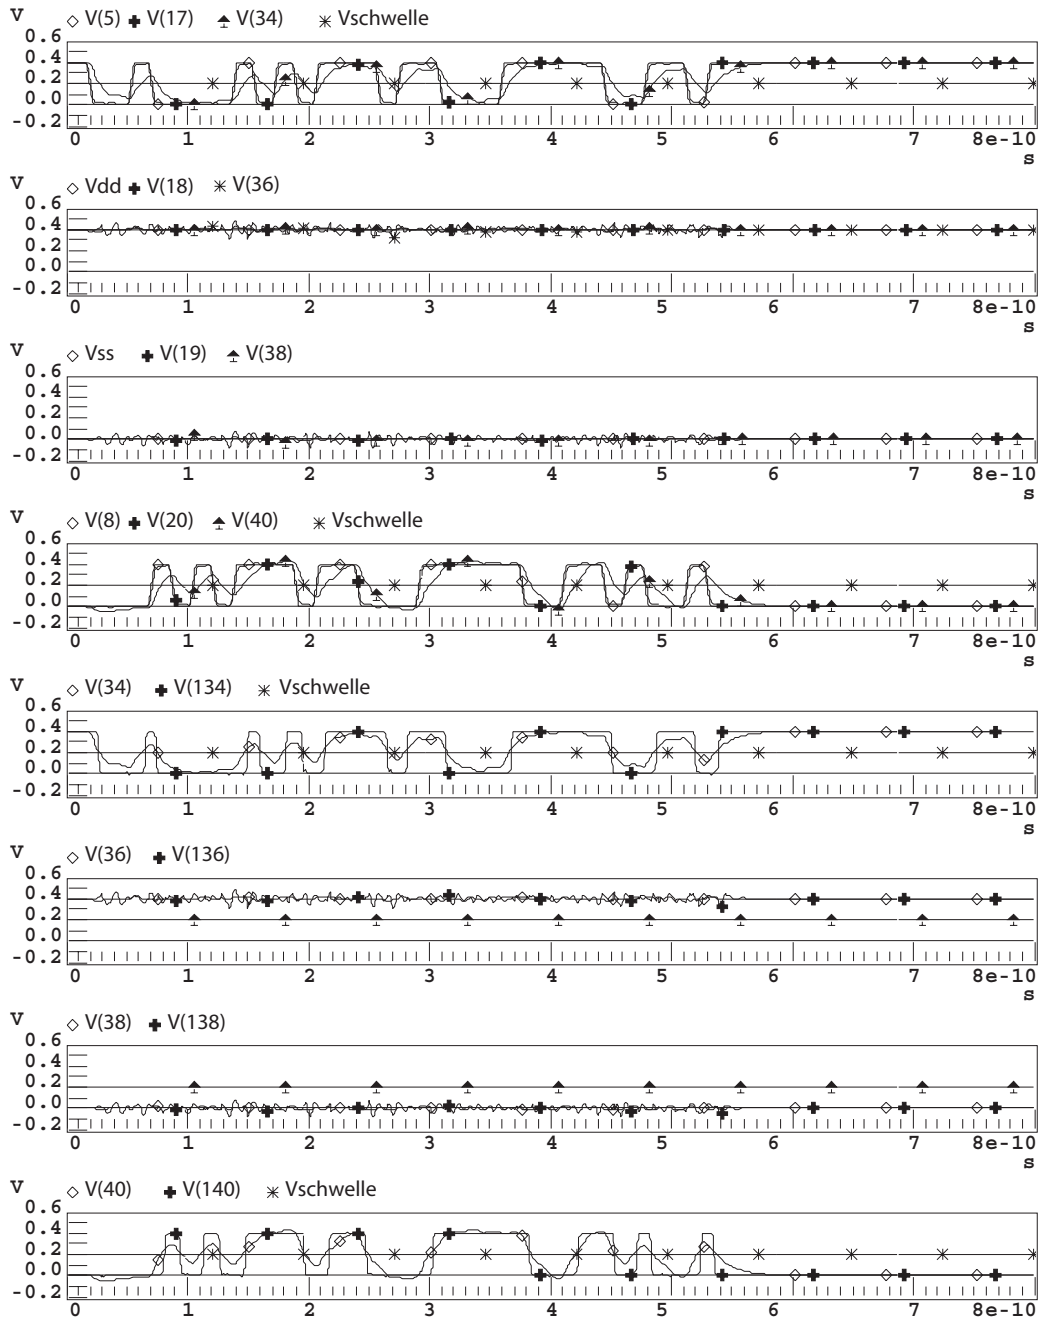 V
V(5) V(17) V(34) Vschwelle
0.6
0.4
0.2
0.0
-0.2
0 1 2 3 4 5 6 7 8e-10
s
V
Vdd V(18) V(36)
0.6
0.4
0.2
0.0
-0.2
0 1 2 3 4 5 6 7 8e-10
s
V
Vss V(19) V(38)
0.6
0.4
0.2
0.0
-0.2
0 1 2 3 4 5 6 7 8e-10
s
V
V(8) V(20) V(40) Vschwelle
0.6
0.4
0.2
0.0
-0.2
0 1 2 3 4 5 6 7 8e-10
s
V
V(34) V(134) Vschwelle
0.6
0.4
0.2
0.0
-0.2
0 1 2 3 4 5 6 7 8e-10
s
V
V(36) V(136)
0.6
0.4
0.2
0.0
-0.2
0 1 2 3 4 5 6 7 8e-10
s
V
V(38) V(138)
0.6
0.4
0.2
0.0
-0.2
0 1 2 3 4 5 6 7 8e-10
s
V
V(40) V(140) Vschwelle
0.6
0.4
0.2
0.0
-0.2
0 1 2 3 4 5 6 7 8e-10
s